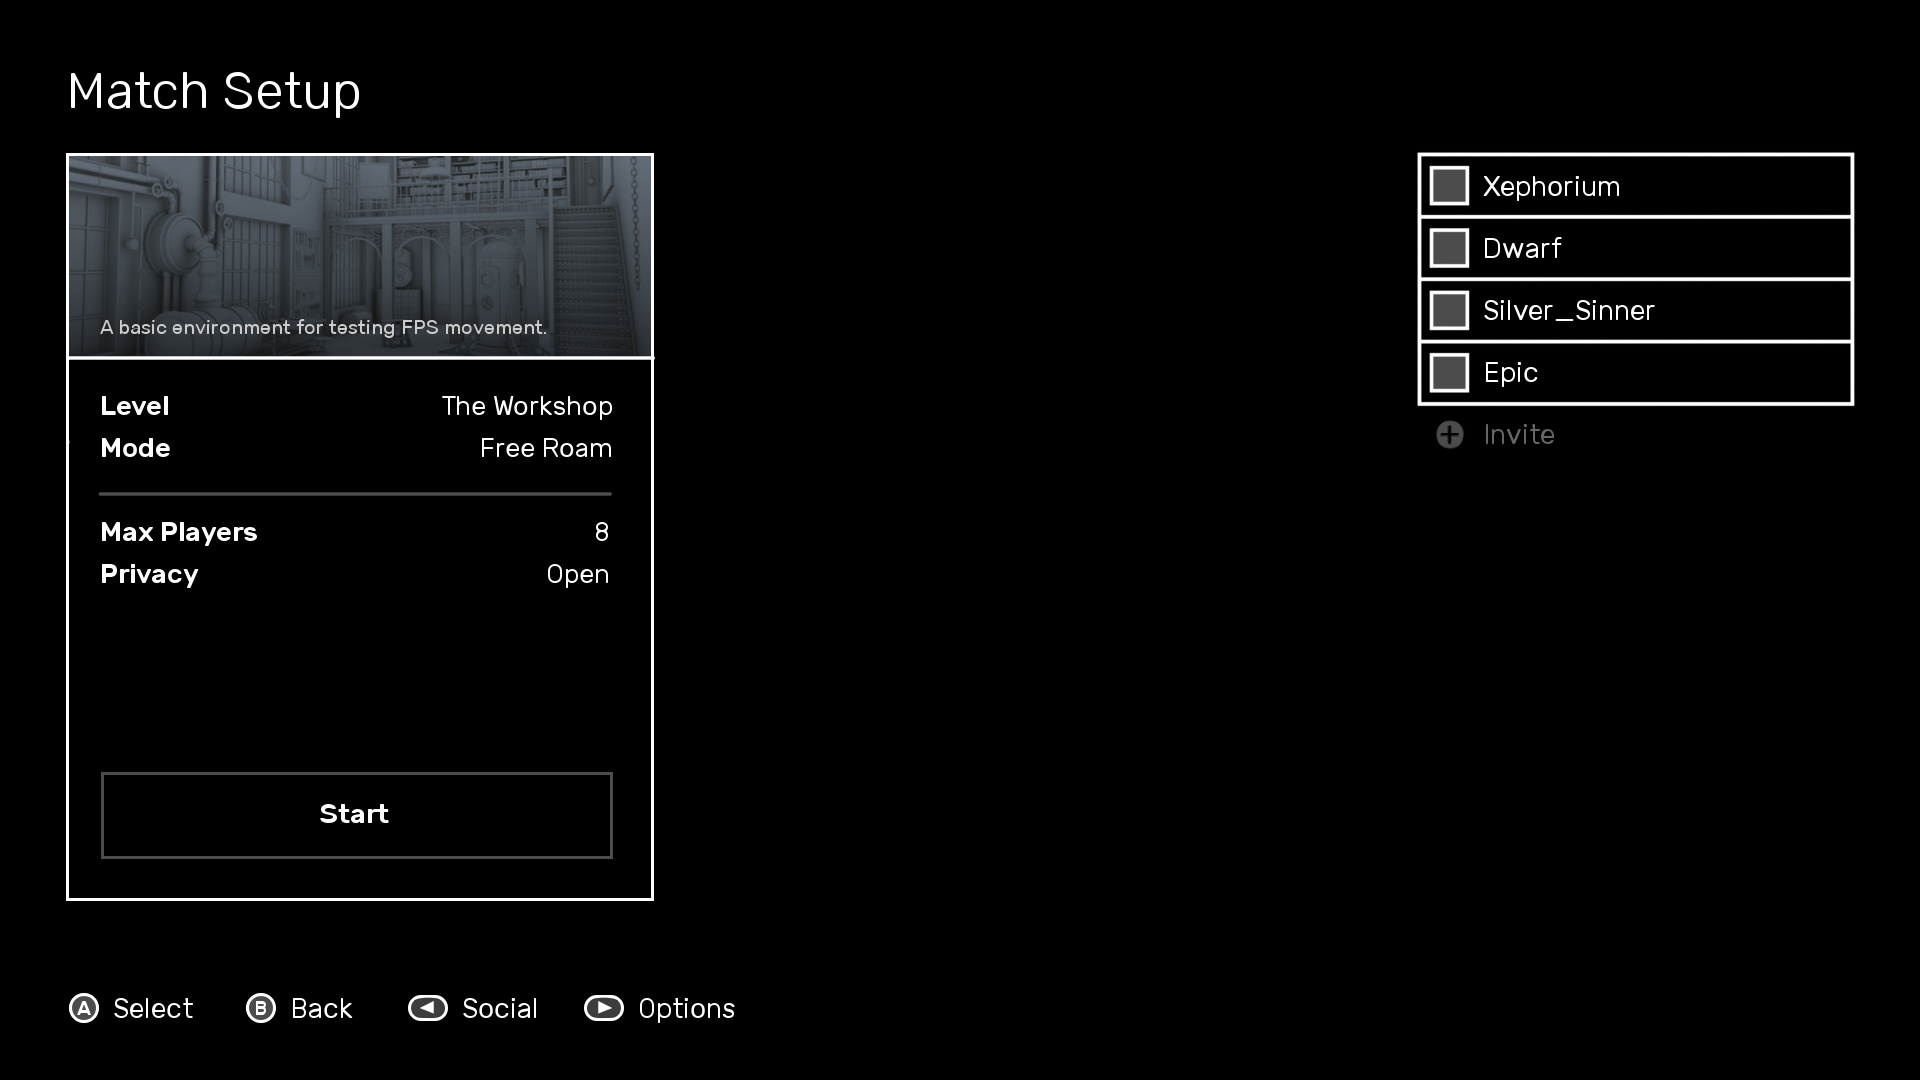 Match Setup
A basic environment for testing FPS movement.
Level The Workshop
Mode Free Roam
Max Players 8
Privacy Open
Start
Xephorium
Dwarf
Silver_Sinner
Epic
Invite
A Select B Back Social Options